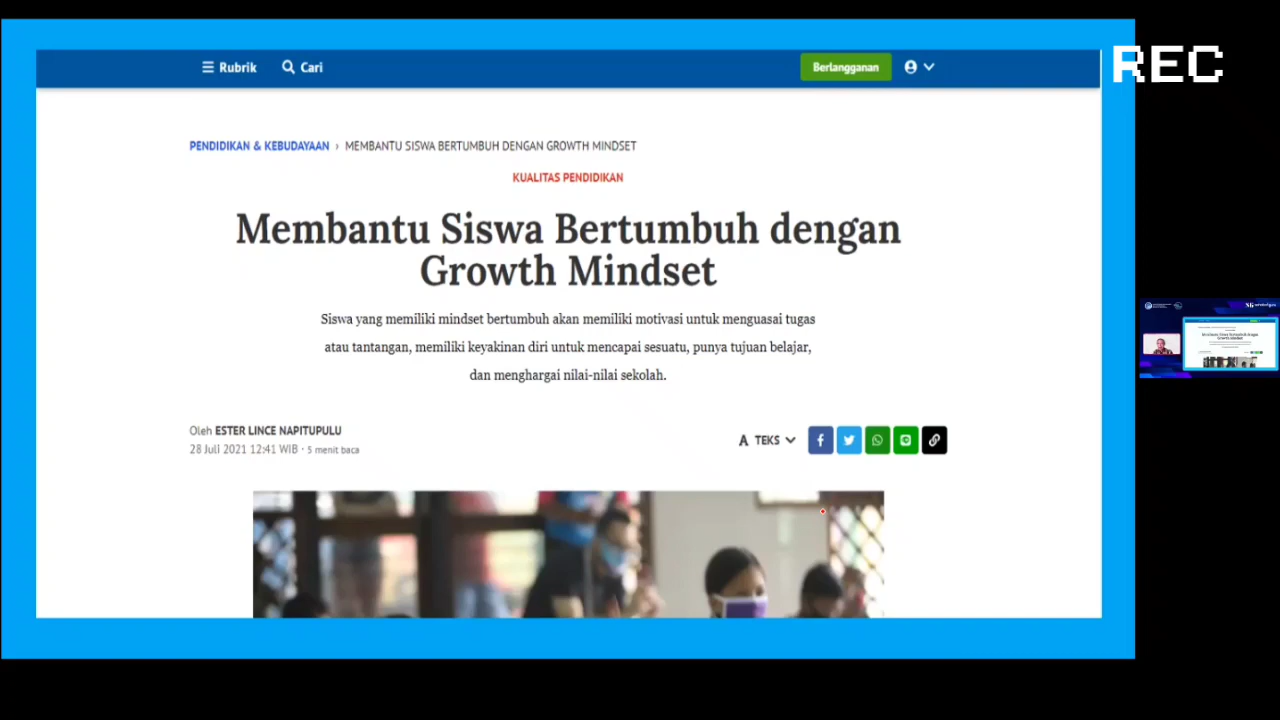 Rubrik Cari Berlangganan
REC
PENDIDIKAN & KEBUDAYAAN › MEMBANTU SISWA BERTUMBUH DENGAN GROWTH MINDSET
KUALITAS PENDIDIKAN
Membantu Siswa Bertumbuh dengan
Growth Mindset
Siswa yang memiliki mindset bertumbuh akan memiliki motivasi untuk menguasai tugas
atau tantangan, memiliki keyakinan diri untuk mencapai sesuatu, punya tujuan belajar,
dan menghargai nilai-nilai sekolah.
Oleh ESTER LINCE NAPITUPULU
28 Juli 2021 12:41 WIB · 5 menit baca
A TEKS